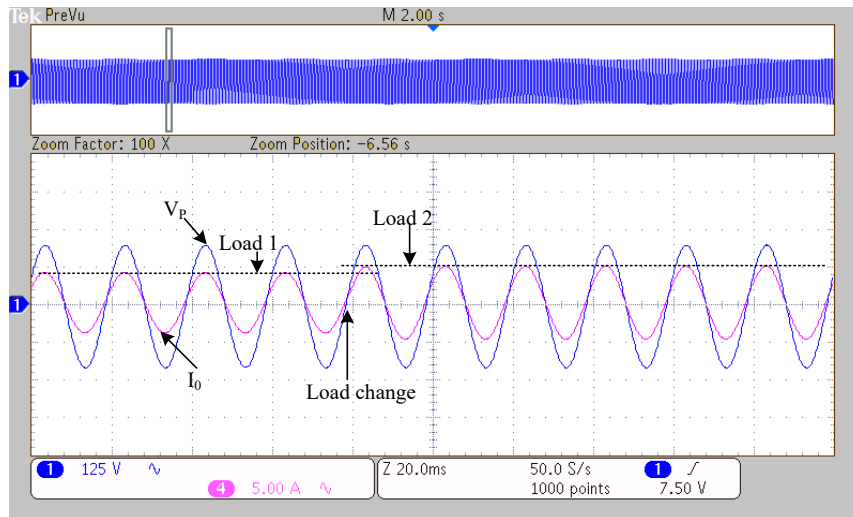 Tek PreVu M 2.00 s
1
Zoom Factor: 100 X Zoom Position: -6.56 s
VP
Load 1
Load 2
1
I0
Load change
1 125 V ∿ Z 20.0ms 50.0 S/s 1 ∫
4 5.00 A ∿ 1000 points 7.50 V